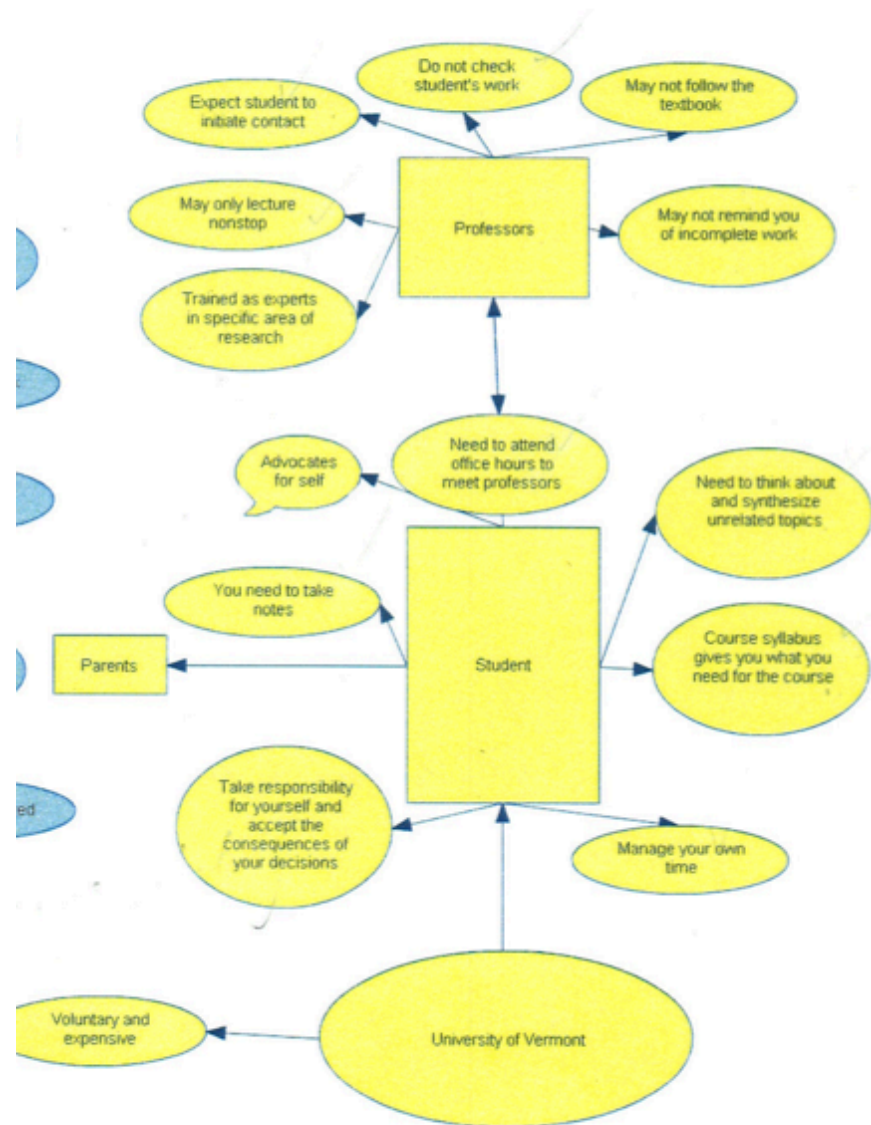 Do not check
student's work
May not follow the
textbook
Expect student to
initiate contact
May only lecture
nonstop
Professors
May not remind you
of incomplete work
Trained as experts
in specific area of
research
Advocates
for self
Need to attend
office hours to
meet professors
Need to think about
and synthesize
unrelated topics
You need to take
notes
Parents
Student
Course syllabus
gives you what you
need for the course
Take responsibility
for yourself and
accept the
consequences of
your decisions
ed
Manage your own
time
Voluntary and
expensive
University of Vermont